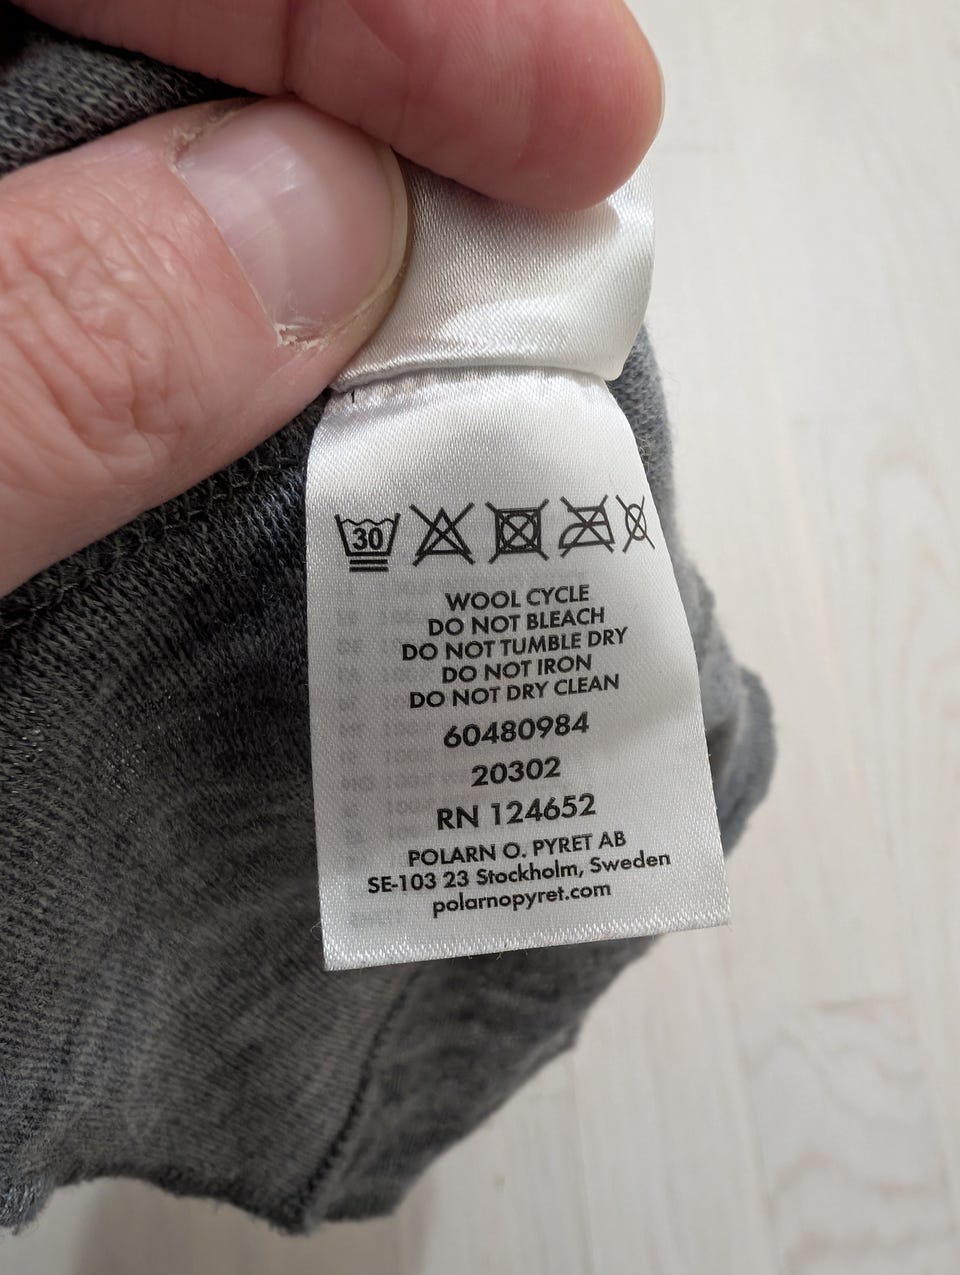 30
WOOL CYCLE
DO NOT BLEACH
DO NOT TUMBLE DRY
DO NOT IRON
DO NOT DRY CLEAN
60480984
20302
RN 124652
POLARN O. PYRET AB
SE-103 23 Stockholm, Sweden
polarnopyret.com